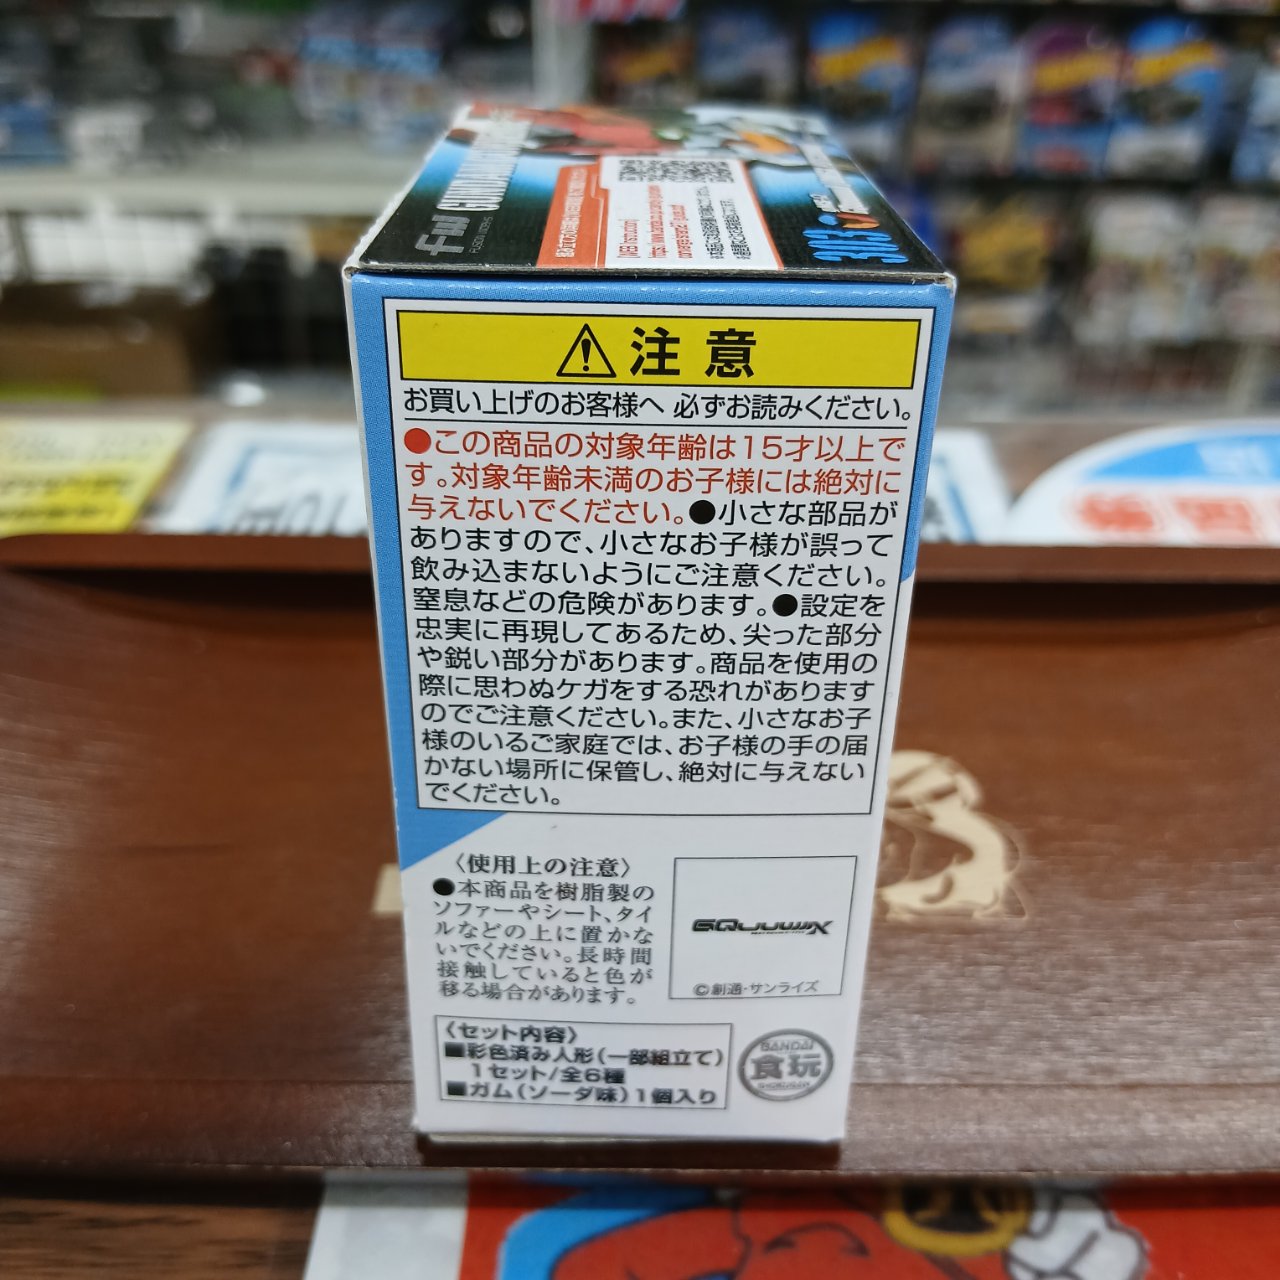 FW
GUNDAM
[WEB Instruction]
注意
お買い上げのお客様へ 必ずお読みください。
●この商品の対象年齢は15才以上で
す。対象年齢未満のお子様には絶対に
与えないでください。●小さな部品が
ありますので、小さなお子様が誤って
飲み込まないようにご注意ください。
窒息などの危険があります。●設定を
忠実に再現してあるため、尖った部分
や鋭い部分があります。商品を使用の
際に思わぬケガをする恐れがあります
のでご注意ください。また、小さなお子
様のいるご家庭では、お子様の手の届
かない場所に保管し、絶対に与えない
でください。
〈使用上の注意〉
●本商品を樹脂製の
ソファーやシート、タイ
ルなどの上に置かな
いでください。長時間
接触していると色が
移る場合があります。
GQuuuuuuX
©創通・サンライズ
〈セット内容〉
■彩色済み人形(一部組立て)
1セット/全6種
■ガム(ソーダ味)1個入り
BANDAI
食玩
SHOKUGAN